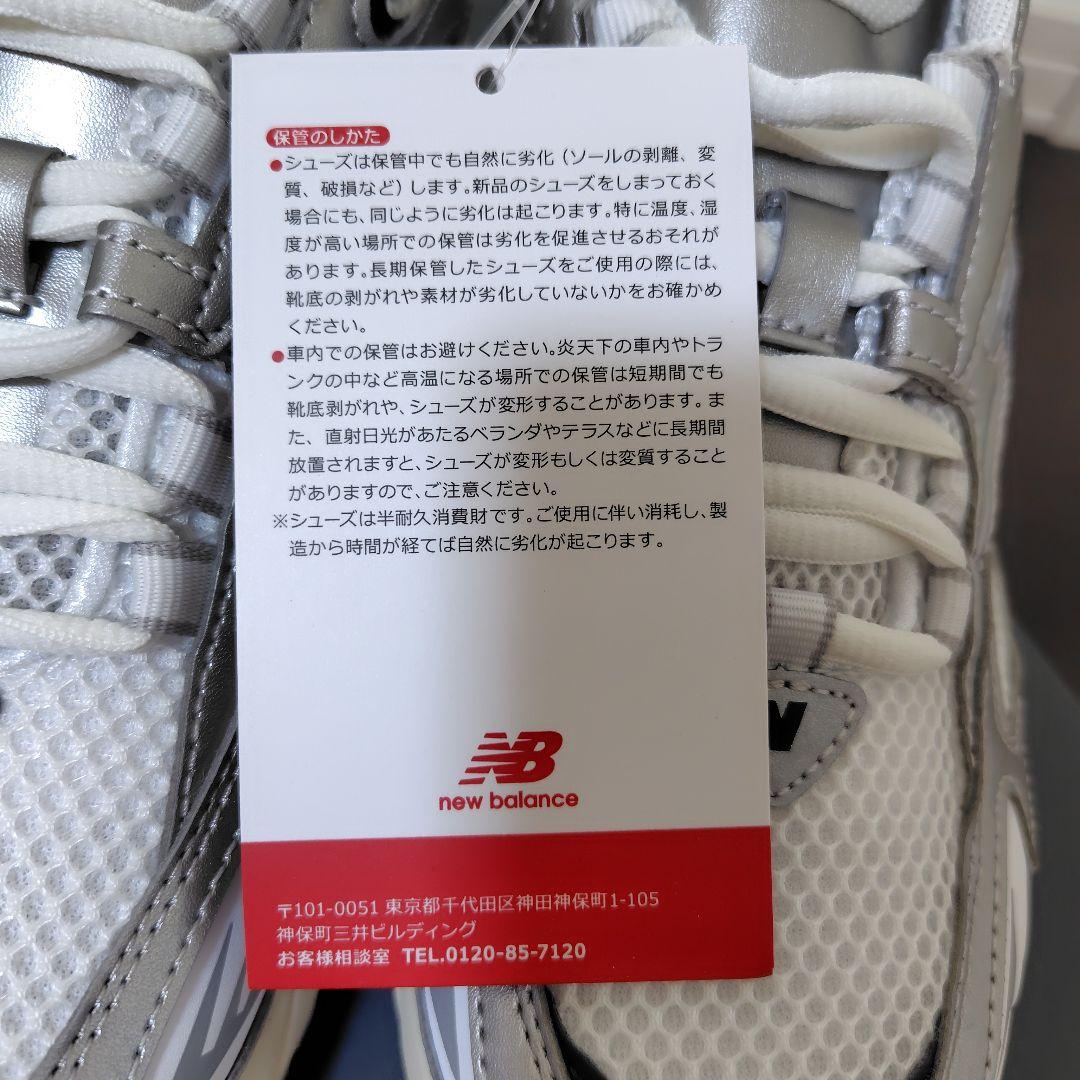 保管のしかた
●シューズは保管中でも自然に劣化（ソールの剥離、変
質、破損など）します。新品のシューズをしまっておく
場合にも、同じように劣化は起こります。特に温度、湿
度が高い場所での保管は劣化を促進させるおそれが
あります。長期保管したシューズをご使用の際には、
靴底の剥がれや素材が劣化していないかをお確かめ
ください。
●車内での保管はお避けください。炎天下の車内やトラ
ンクの中など高温になる場所での保管は短期間でも
靴底剥がれや、シューズが変形することがあります。ま
た、直射日光があたるベランダやテラスなどに長期間
放置されますと、シューズが変形もしくは変質すること
がありますので、ご注意ください。
※シューズは半耐久消費財です。ご使用に伴い消耗し、製
造から時間が経てば自然に劣化が起こります。
NB
new balance
〒101-0051 東京都千代田区神田神保町1-105
神保町三井ビルディング
お客様相談室 TEL.0120-85-7120
N